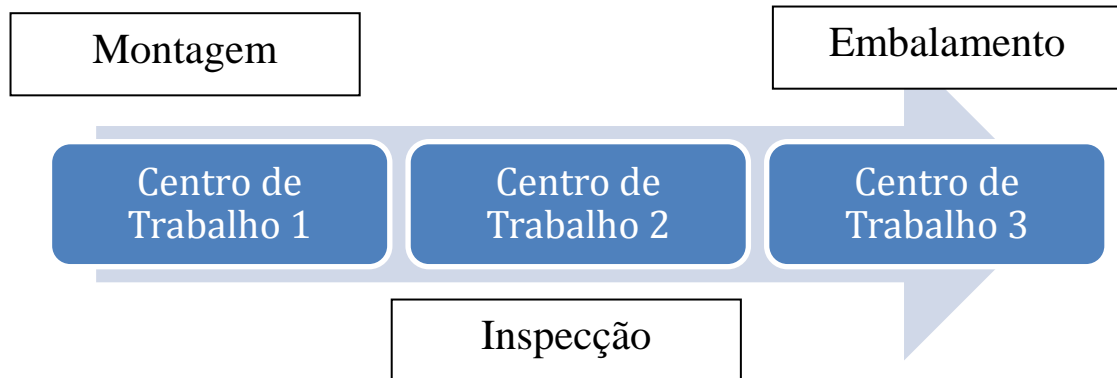 Montagem
Embalamento
Centro de
Trabalho 1
Centro de
Trabalho 2
Centro de
Trabalho 3
Inspecção